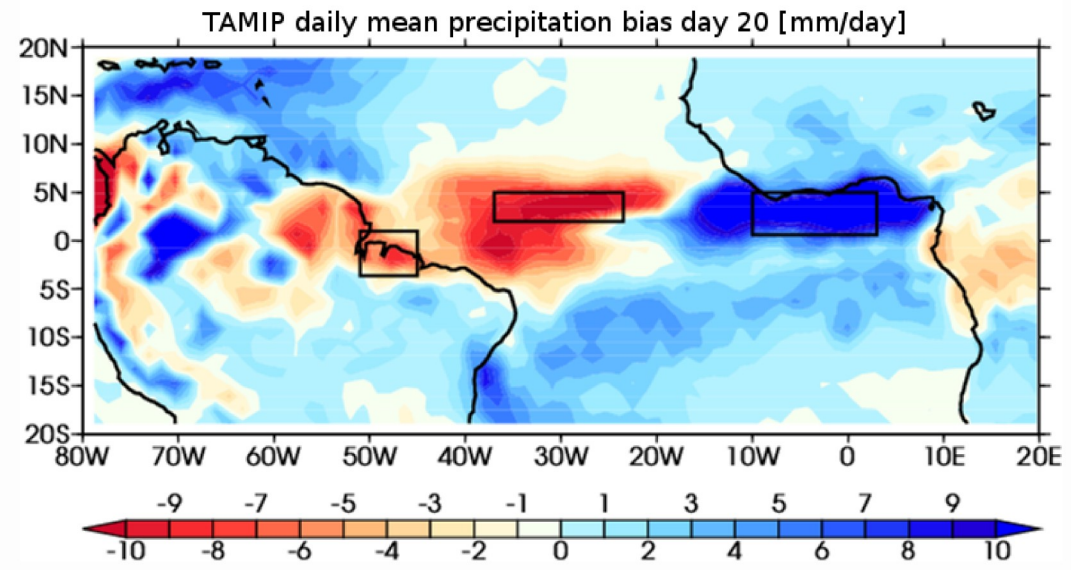 TAMIP daily mean precipitation bias day 20 [mm/day]
20N
15N
10N
5N
0
5S
10S
15S
20S
80W 70W 60W 50W 40W 30W 20W 10W 0 10E 20E
-9 -7 -5 -3 -1 1 3 5 7 9
-10 -8 -6 -4 -2 0 2 4 6 8 10